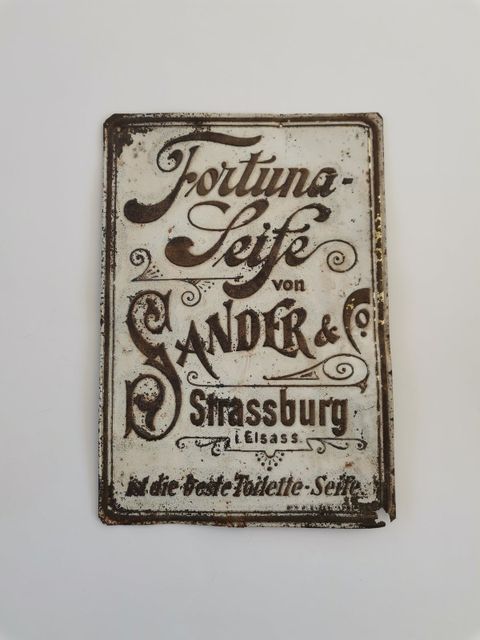 Fortuna-
Seife
von
SANDER & Co.
Strassburg
i. Elsass.
ist die beste Toilette-Seife.